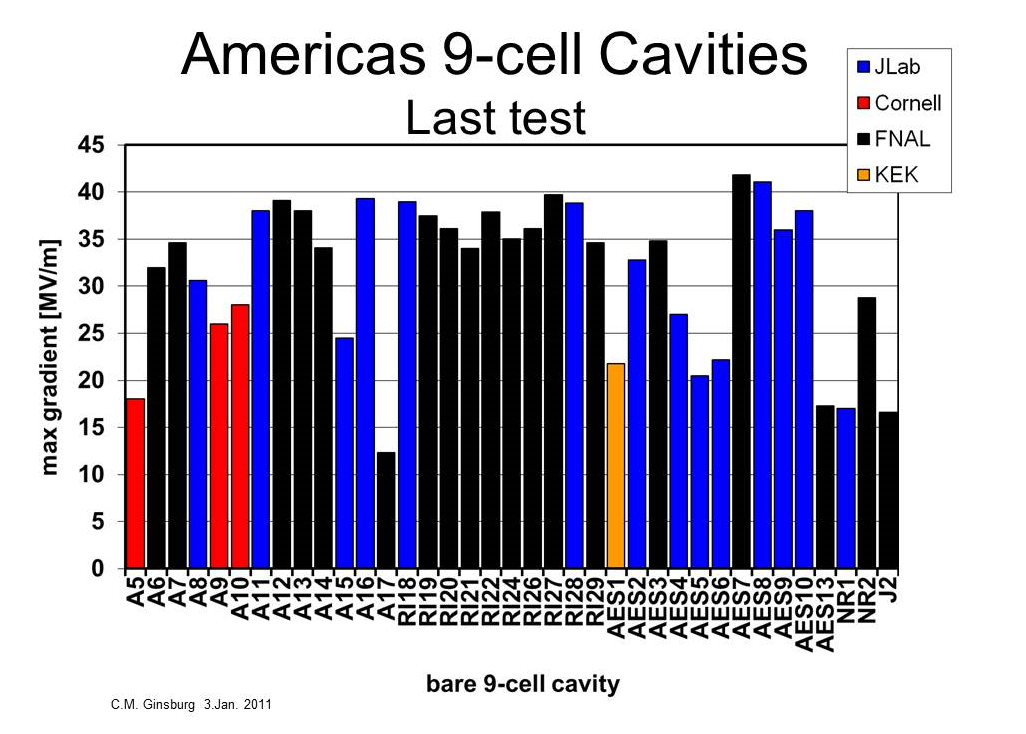 Americas 9-cell Cavities
Last test
JLab
Cornell
FNAL
KEK
max gradient [MV/m]
45
40
35
30
25
20
15
10
5
0
A5
A6
A7
A8
A9
A10
A11
A12
A13
A14
A15
A16
A17
RI18
RI19
RI20
RI21
RI22
RI24
RI26
RI27
RI28
RI29
AES1
AES2
AES3
AES4
AES5
AES6
AES7
AES8
AES9
AES10
AES13
NR1
NR2
J2
bare 9-cell cavity
C.M. Ginsburg 3.Jan. 2011